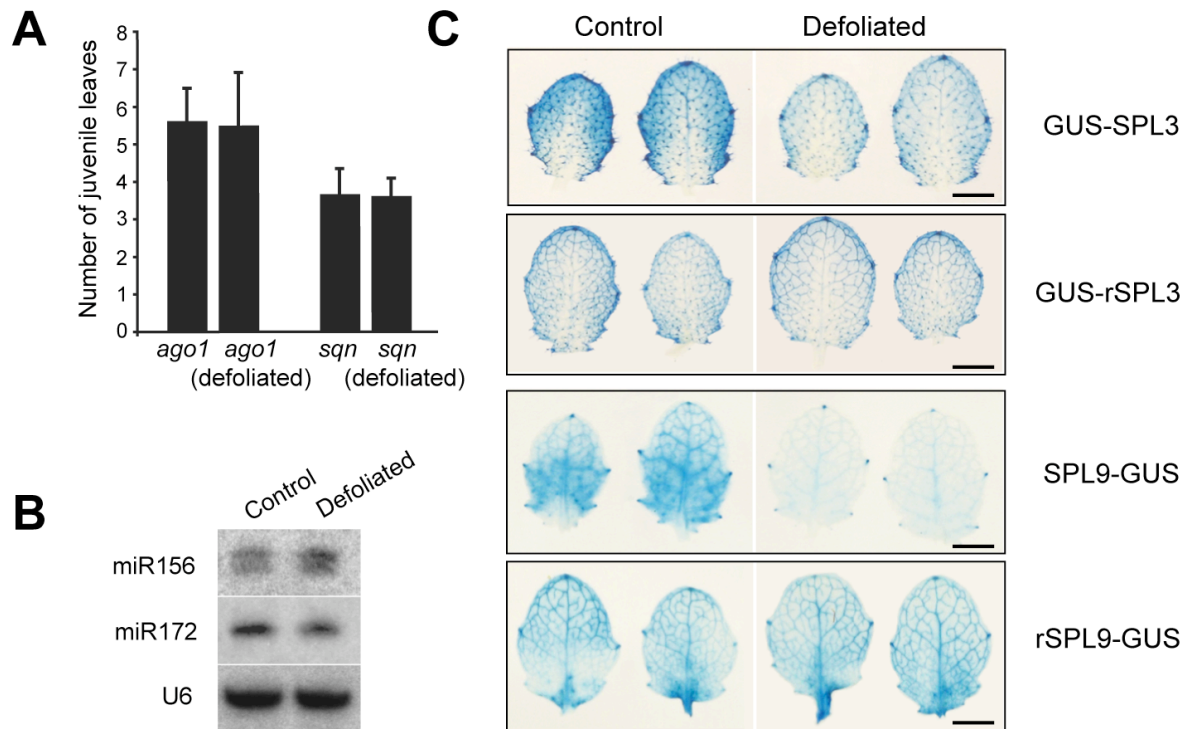 A
Number of juvenile leaves
8
7
6
5
4
3
2
1
0
ago1
ago1
(defoliated)
sqn
sqn
(defoliated)
B
Control
Defoliated
miR156
miR172
U6
C
Control
Defoliated
GUS-SPL3
GUS-rSPL3
SPL9-GUS
rSPL9-GUS